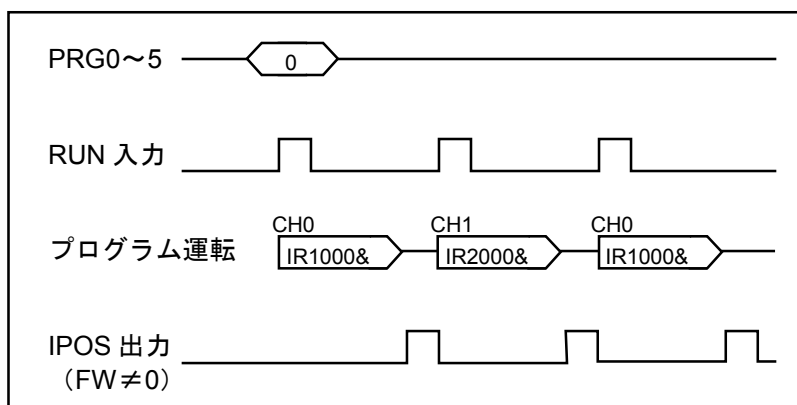 PRG0～5
0
RUN 入力
プログラム運転
CH0 CH1 CH0
IR1000& IR2000& IR1000&
IPOS 出力
（FW≠0）